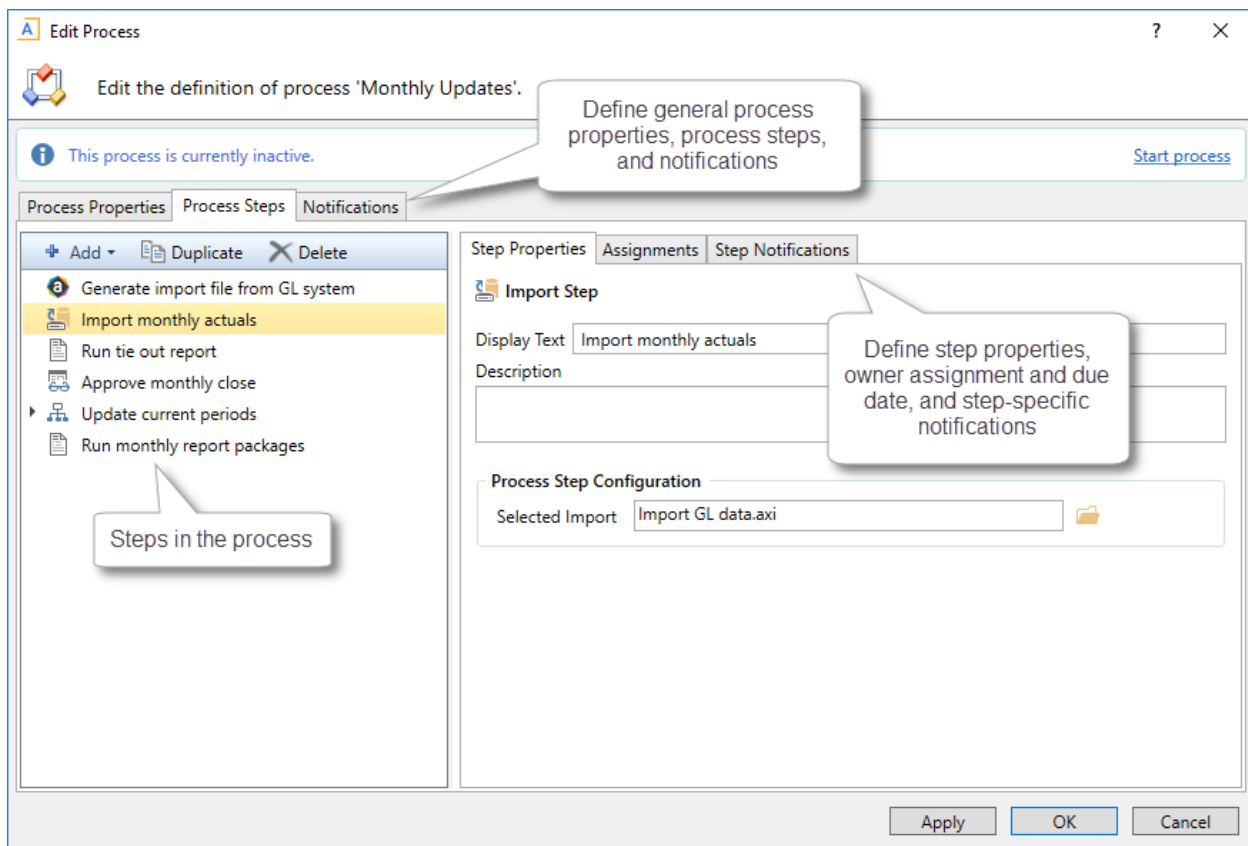 Edit Process
?
Edit the definition of process 'Monthly Updates'.
Define general process
properties, process steps,
and notifications
This process is currently inactive.
Start process
Process Properties
Process Steps
Notifications
Add
Duplicate
Delete
Generate import file from GL system
Import monthly actuals
Run tie out report
Approve monthly close
Update current periods
Run monthly report packages
Steps in the process
Step Properties
Assignments
Step Notifications
Import Step
Display Text
Import monthly actuals
Description
Define step properties,
owner assignment and due
date, and step-specific
notifications
Process Step Configuration
Selected Import
Import GL data.axi
Apply
OK
Cancel